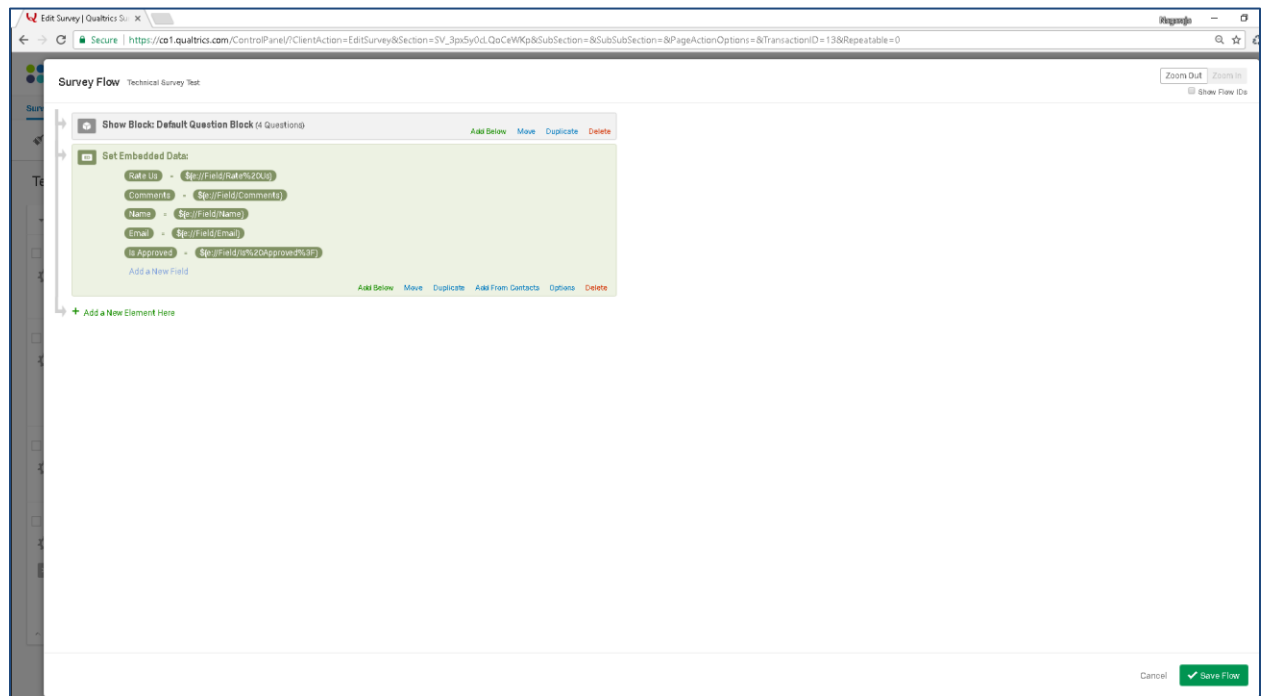 Edit Survey | Qualtrics Su
Secure | https://co1.qualtrics.com/ControlPanel/?ClientAction=EditSurvey&Section=SV_3px5y0cLQoCeWKp&SubSection=&SubSubSection=&PageActionOptions=&TransactionID=13&Repeatable=0
Survey Flow Technical Survey Test
Zoom Out Zoom In
Show Flow IDs
Surv
Show Block: Default Question Block (4 Questions)
Add Below Move Duplicate Delete
Set Embedded Data:
Te
Rate Us = ${e://Field/Rate%20Us}
Comments = ${e://Field/Comments}
Name = ${e://Field/Name}
Email = ${e://Field/Email}
Is Approved = ${e://Field/Is%20Approved%3F}
Add a New Field
Add Below Move Duplicate Add From Contacts Options Delete
+ Add a New Element Here
Cancel Save Flow